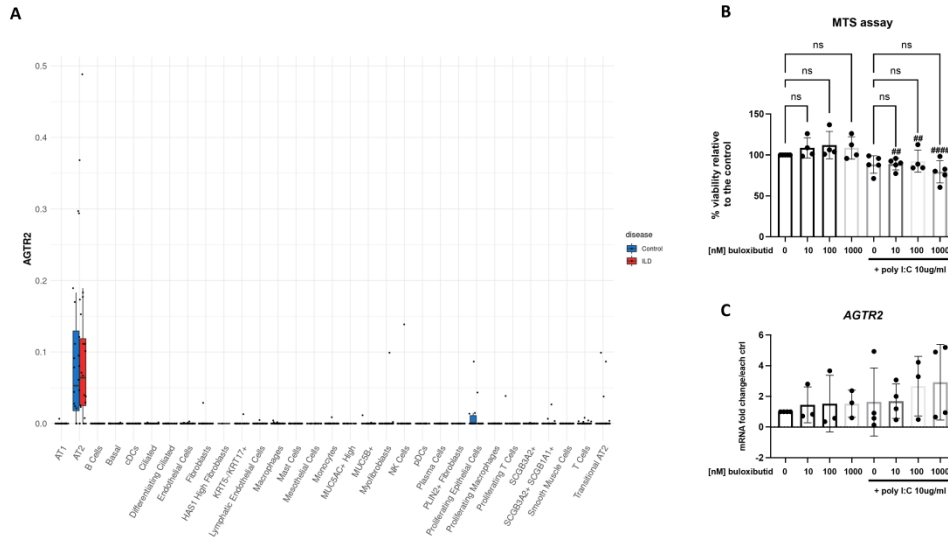 A
0.5
0.4
0.3
0.2
0.1
0.0
AGTR2
disease
Control
ILD
AT1
AT2
B Cells
Basal
cDCs
Ciliated
Differentiating Ciliated
Endothelial Cells
Fibroblasts
HAS1 High Fibroblasts
KRT5-/KRT17+
Lymphatic Endothelial Cells
Macrophages
Mast Cells
Mesothelial Cells
Monocytes
MUC5AC+ High
MUC5B+
Myofibroblasts
NK Cells
pDCs
Plasma Cells
PLIN2+ Fibroblasts
Proliferating Epithelial Cells
Proliferating Macrophages
Proliferating T Cells
SCGB3A2+
SCGB3A2+ SCGB1A1+
Smooth Muscle Cells
T Cells
Transitional AT2
B
MTS assay
ns ns
ns ns
ns ns
## ## ####
150
100
50
0
% viability relative
to the control
[nM] buloxibutid 0 10 100 1000 0 10 100 1000
+ poly I:C 10ug/ml
C
AGTR2
6
4
2
0
-2
mRNA fold change/each ctrl
[nM] buloxibutid 0 10 100 1000 0 10 100 1000
+ poly I:C 10ug/ml